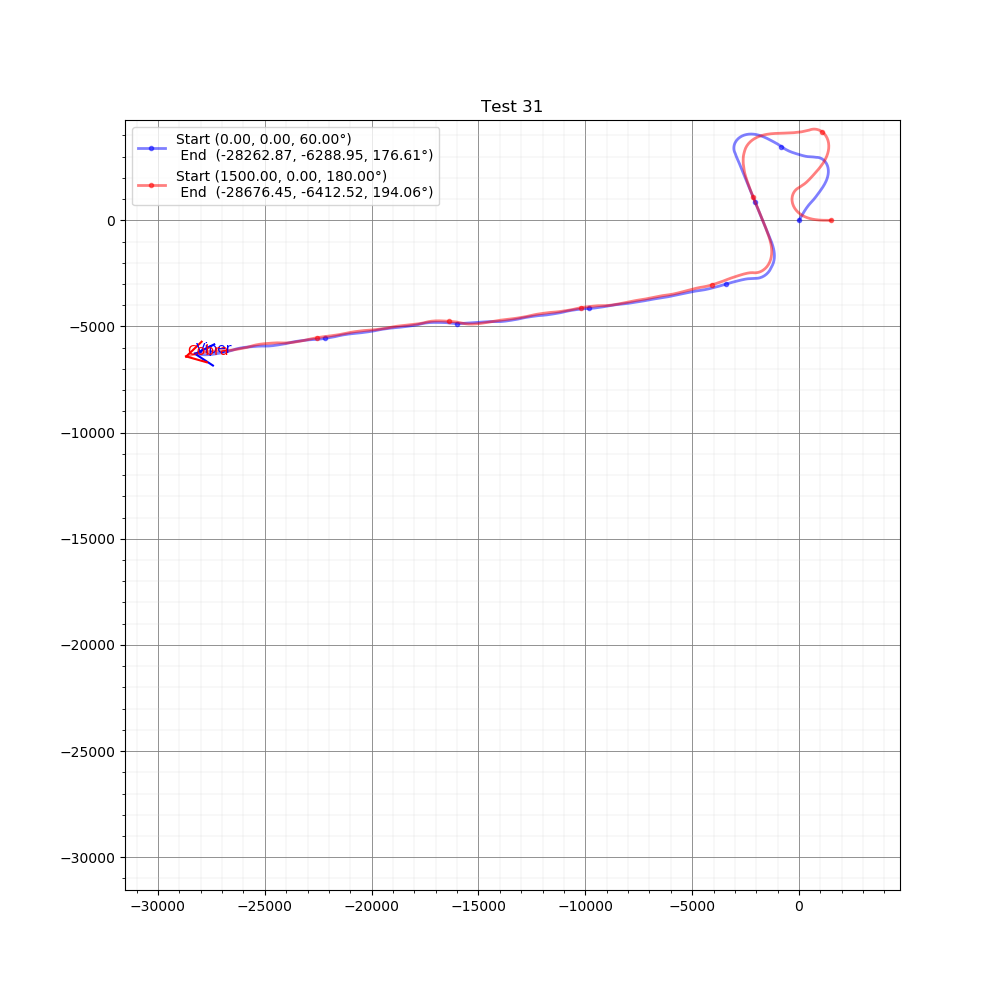 Test 31
Start (0.00, 0.00, 60.00°)
End (-28262.87, -6288.95, 176.61°)
Start (1500.00, 0.00, 180.00°)
End (-28676.45, -6412.52, 194.06°)
0
−5000
−10000
−15000
−20000
−25000
−30000
Viper
−30000 −25000 −20000 −15000 −10000 −5000 0